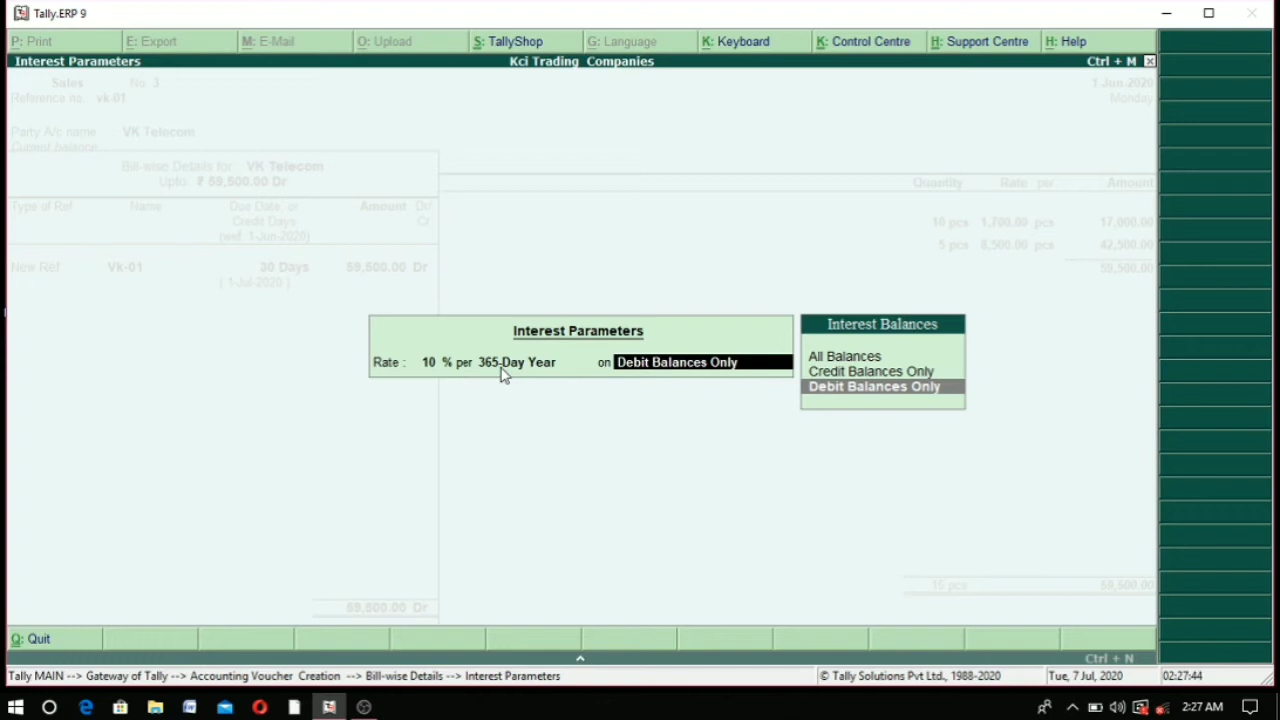 Tally.ERP 9
P: Print E: Export M: E-Mail O: Upload S: TallyShop G: Language K: Keyboard K: Control Centre H: Support Centre H: Help
Interest Parameters Kci Trading Companies Ctrl + M
Sales No. 3 1-Jun-2020
Reference no. vk-01 Monday
Party A/c name VK Telecom
Current balance
Bill-wise Details for: VK Telecom
Upto: ₹ 59,500.00 Dr
Quantity Rate per Amount
Type of Ref Name Due Date, or Amount Dr/
Credit Days Cr
(wef: 1-Jun-2020)
10 pcs 1,700.00 pcs 17,000.00
5 pcs 8,500.00 pcs 42,500.00
New Ref Vk-01 30 Days 59,500.00 Dr 59,500.00
( 1-Jul-2020 )
Interest Parameters
Rate : 10 % per 365-Day Year on Debit Balances Only
Interest Balances
All Balances
Credit Balances Only
Debit Balances Only
15 pcs 59,500.00
59,500.00 Dr
Q: Quit
Ctrl + N
Tally MAIN --> Gateway of Tally --> Accounting Voucher Creation --> Bill-wise Details --> Interest Parameters © Tally Solutions Pvt Ltd., 1988-2020 Tue, 7 Jul, 2020 02:27:44
2:27 AM